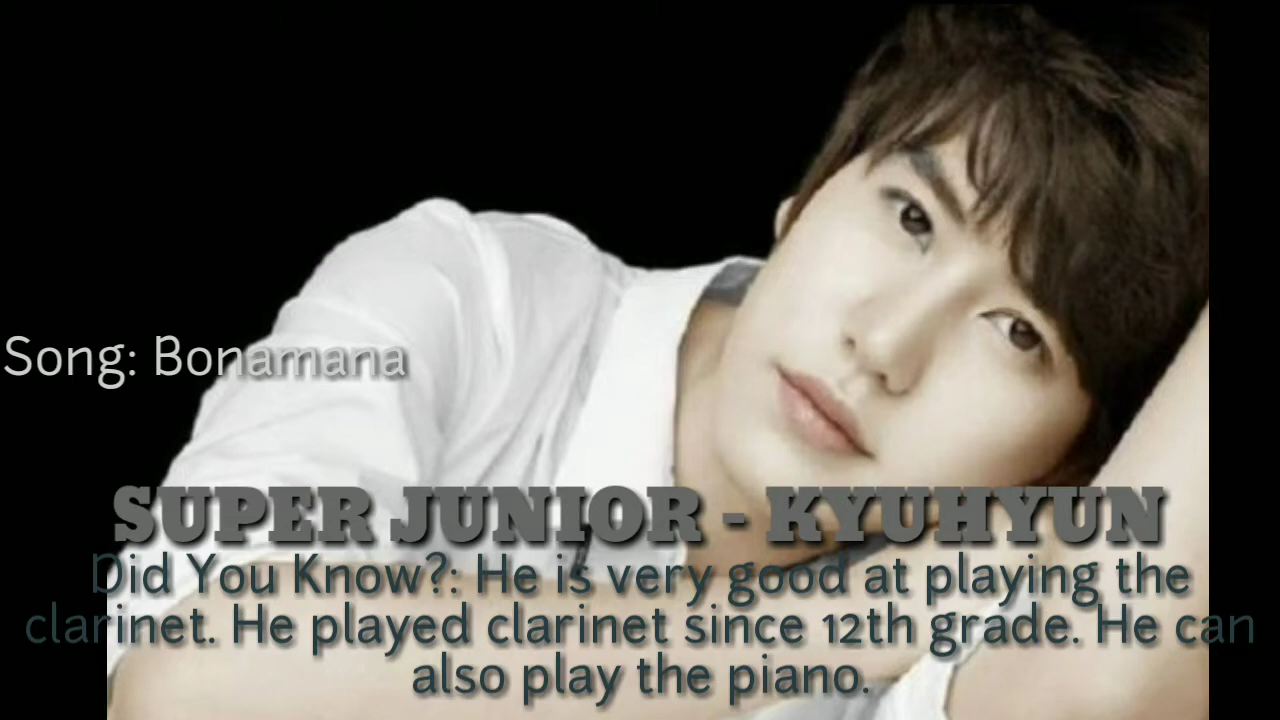 Song: Bonamana
SUPER JUNIOR - KYUHYUN
Did You Know?: He is very good at playing the
clarinet. He played clarinet since 12th grade. He can
also play the piano.